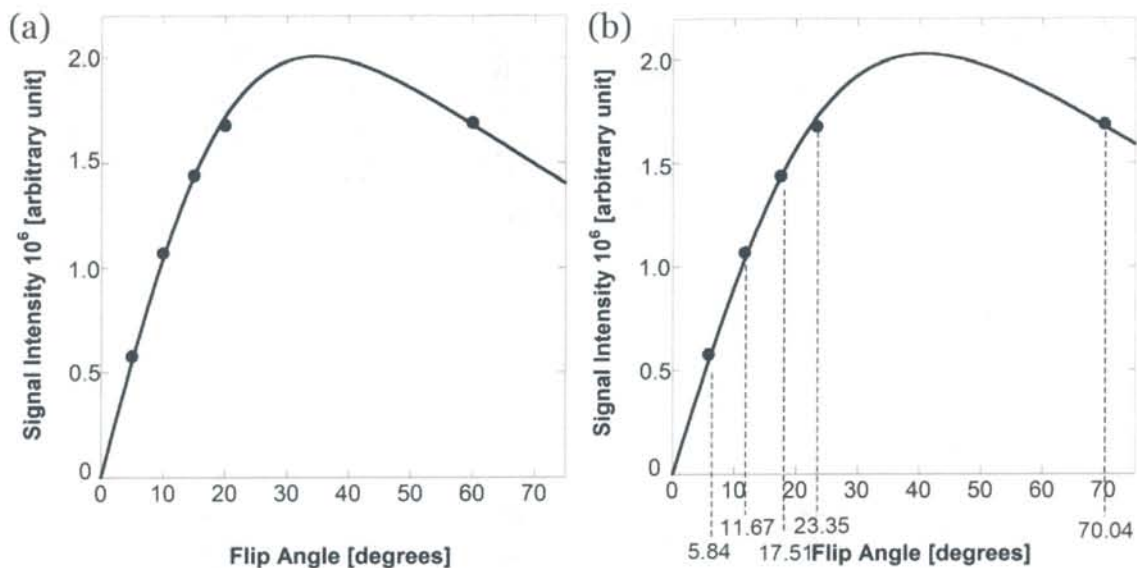 (a)
Signal Intensity 10⁶ [arbitrary unit]
2.0
1.5
1.0
0.5
0
0 10 20 30 40 50 60 70
Flip Angle [degrees]
(b)
Signal Intensity 10⁶ [arbitrary unit]
2.0
1.5
1.0
0.5
0
0 10 20 30 40 50 60 70
11.67 23.35 70.04
5.84 17.51 Flip Angle [degrees]